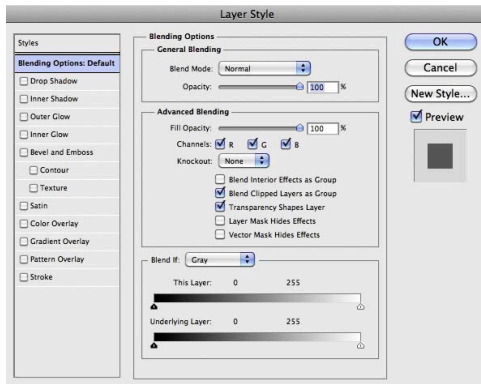 Layer Style
Styles
Blending Options: Default
Drop Shadow
Inner Shadow
Outer Glow
Inner Glow
Bevel and Emboss
Contour
Texture
Satin
Color Overlay
Gradient Overlay
Pattern Overlay
Stroke
Blending Options
General Blending
Blend Mode: Normal
Opacity: 100 %
Advanced Blending
Fill Opacity: 100 %
Channels: R G B
Knockout: None
Blend Interior Effects as Group
Blend Clipped Layers as Group
Transparency Shapes Layer
Layer Mask Hides Effects
Vector Mask Hides Effects
Blend If: Gray
This Layer: 0 255
Underlying Layer: 0 255
OK
Cancel
New Style...
Preview